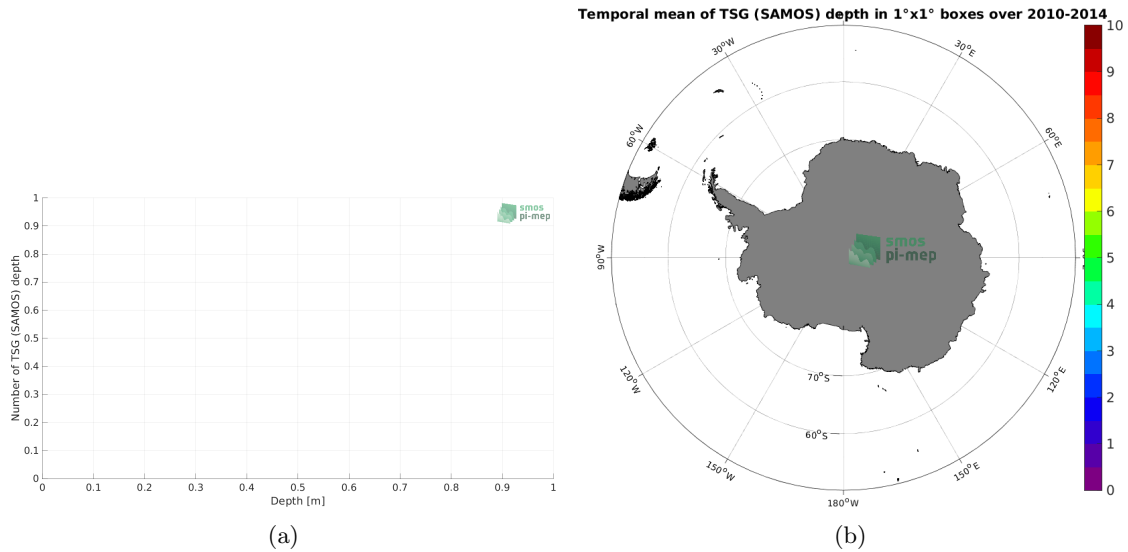 Temporal mean of TSG (SAMOS) depth in 1°x1° boxes over 2010-2014
1
0.9
0.8
0.7
0.6
0.5
0.4
0.3
0.2
0.1
0
Number of TSG (SAMOS) depth
0 0.1 0.2 0.3 0.4 0.5 0.6 0.7 0.8 0.9 1
Depth [m]
smos
pi-mep
(a)
30°W
30°E
60°W
60°E
90°W
smos
pi-mep
120°W
120°E
70°S
60°S
150°W
150°E
180°W
10
9
8
7
6
5
4
3
2
1
0
(b)